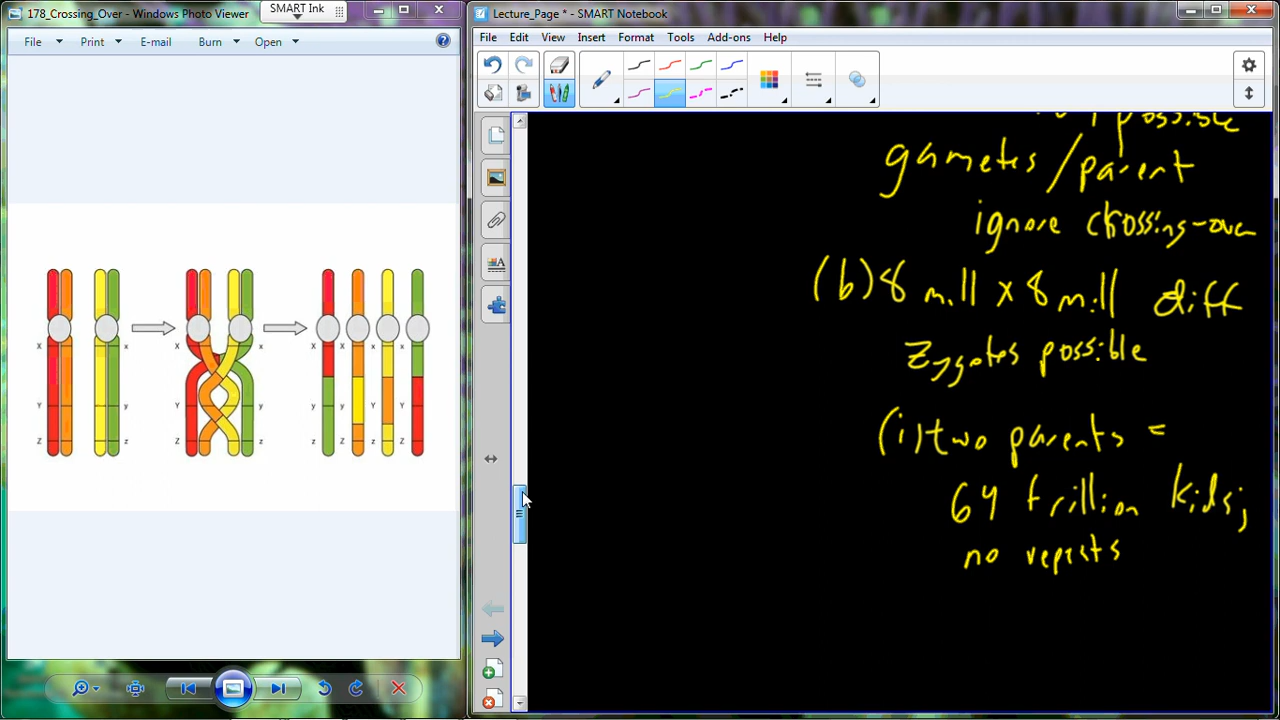 178_Crossing_Over - Windows Photo Viewer
SMART Ink
File Print E-mail Burn Open
X x X x X X x x
Y y Y y y Y y Y
Z z Z z z Z z Z
Lecture_Page * - SMART Notebook
File Edit View Insert Format Tools Add-ons Help
possible
gametes/parent
ignore crossing-over
(b) 8 mill x 8 mill diff
zygotes possible
(i) two parents =
64 trillion kids;
no repeats